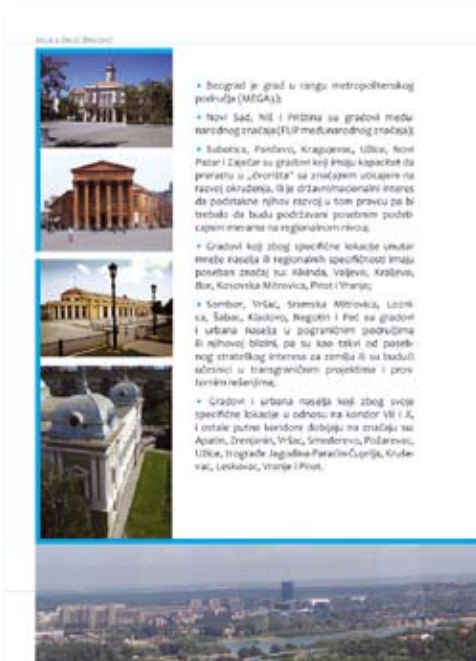 • Beograd je grad u rangu metropolitenskog
područja (MEGA3);
• Novi Sad, Niš i Priština su gradovi među-
narodnog značaja(FUP međunarodnog značaja);
• Subotica, Pančevo, Kragujevac, Užice, Novi
Pazar i Zaječar su gradovi koji imaju kapacitet da
prerastu u „čvorišta“ sa značajnim uticajem na
razvoj okruženja, ili je državni/nacionalni interes
da podstakne njihov razvoj u tom pravcu pa bi
trebalo da budu podržavani posebnim podsti-
cajnim merama na regionalnom nivou;
• Gradovi koji zbog specifične lokacije unutar
mreže naselja ili regionalnih specifičnosti imaju
poseban značaj su: Kikinda, Valjevo, Kraljevo,
Bor, Kosovska Mitrovica, Pirot i Vranje;
• Sombor, Vršac, Sremska Mitrovica, Lozni-
ca, Šabac, Kladovo, Negotin i Peć su gradovi
i urbana naselja u pograničnim područjima
ili njihovoj blizini, pa su kao takvi od poseb-
nog strateškog interesa za zemlju ili su budući
učesnici u transgraničnim projektima i pros-
tornim rešenjima;
• Gradovi i urbana naselja koji zbog svoje
specifične lokacije u odnosu na koridor VII i X,
i ostale putne koridore dobijaju na značaju su:
Apatin, Zrenjanin, Vršac, Smederevo, Požarevac,
Užice, trograđe Jagodina-Paraćin-Ćuprija, Kruše-
vac, Leskovac, Vranje i Pirot.